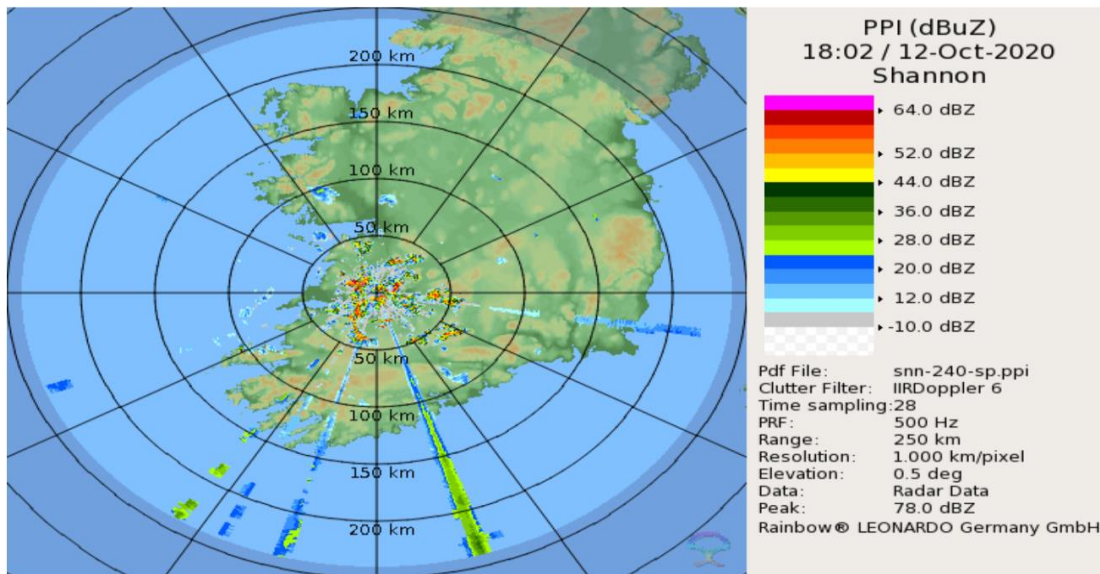 200 km
150 km
100 km
50 km
50 km
100 km
150 km
200 km
PPI (dBuZ)
18:02 / 12-Oct-2020
Shannon
64.0 dBZ
52.0 dBZ
44.0 dBZ
36.0 dBZ
28.0 dBZ
20.0 dBZ
12.0 dBZ
-10.0 dBZ
Pdf File: snn-240-sp.ppi
Clutter Filter: IIRDoppler 6
Time sampling:28
PRF: 500 Hz
Range: 250 km
Resolution: 1.000 km/pixel
Elevation: 0.5 deg
Data: Radar Data
Peak: 78.0 dBZ
Rainbow® LEONARDO Germany GmbH